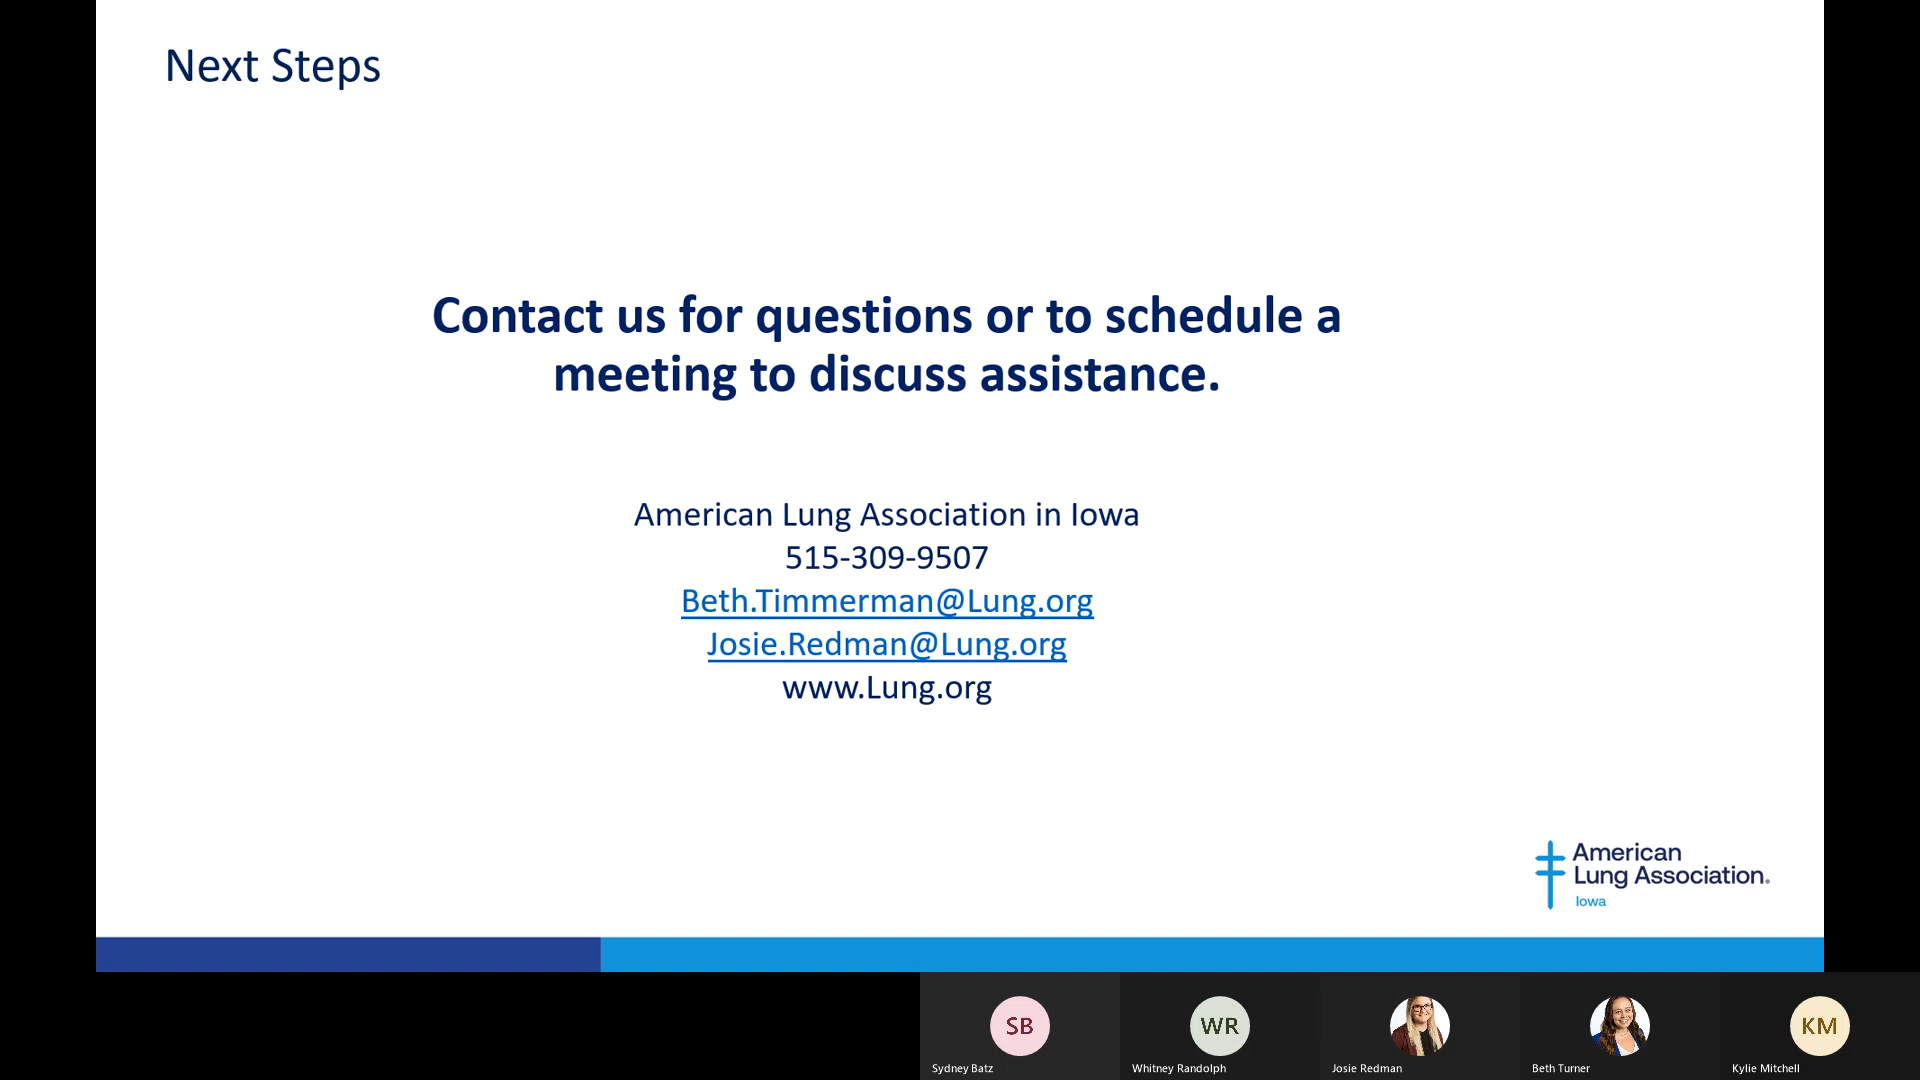 Next Steps
Contact us for questions or to schedule a
meeting to discuss assistance.
American Lung Association in Iowa
515-309-9507
Beth.Timmerman@Lung.org
Josie.Redman@Lung.org
www.Lung.org
American
Lung Association.
Iowa
SB
WR
KM
Sydney Batz
Whitney Randolph
Josie Redman
Beth Turner
Kylie Mitchell